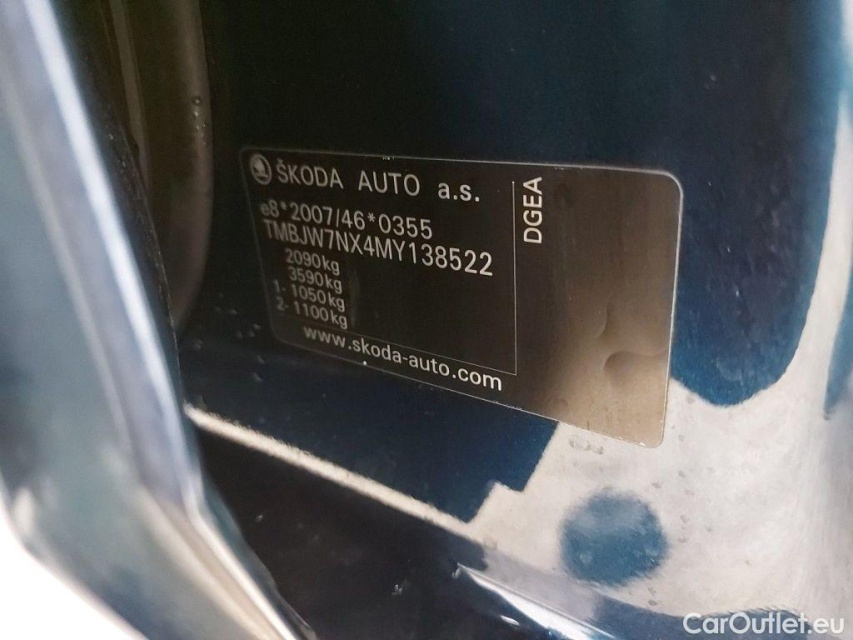 ŠKODA AUTO a.s.
e8*2007/46*0355
TMBJW7NX4MY138522
2090kg
3590kg
1- 1050kg
2- 1100kg
www.skoda-auto.com
DGEA
CarOutlet.eu